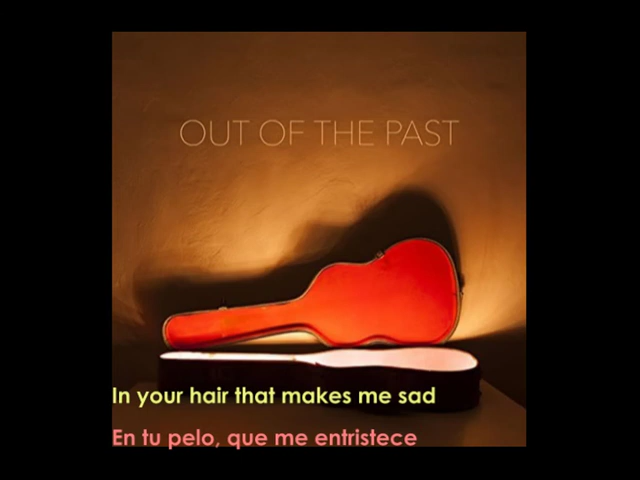 OUT OF THE PAST
In your hair that makes me sad
En tu pelo, que me entristece